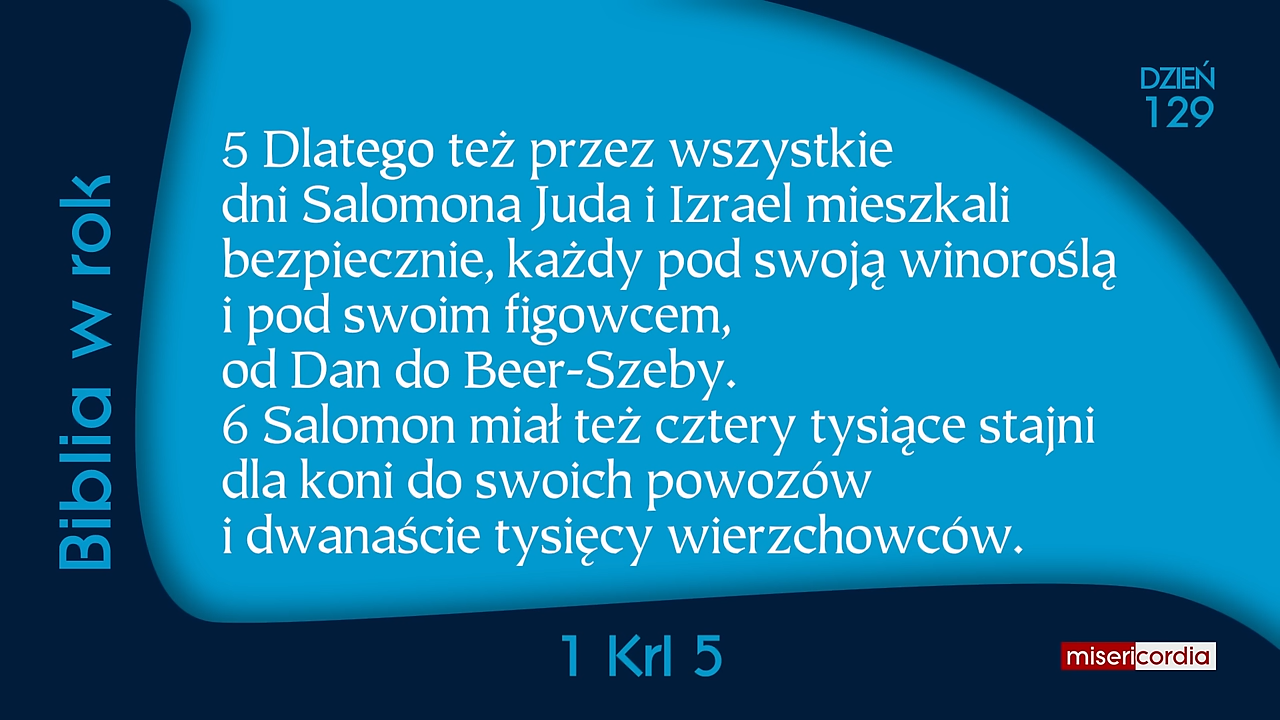 DZIEŃ
129
Biblia w rok
5 Dlatego też przez wszystkie
dni Salomona Juda i Izrael mieszkali
bezpiecznie, każdy pod swoją winoroślą
i pod swoim figowcem,
od Dan do Beer-Szeby.
6 Salomon miał też cztery tysiące stajni
dla koni do swoich powozów
i dwanaście tysięcy wierzchowców.
1 Krl 5
misericordia